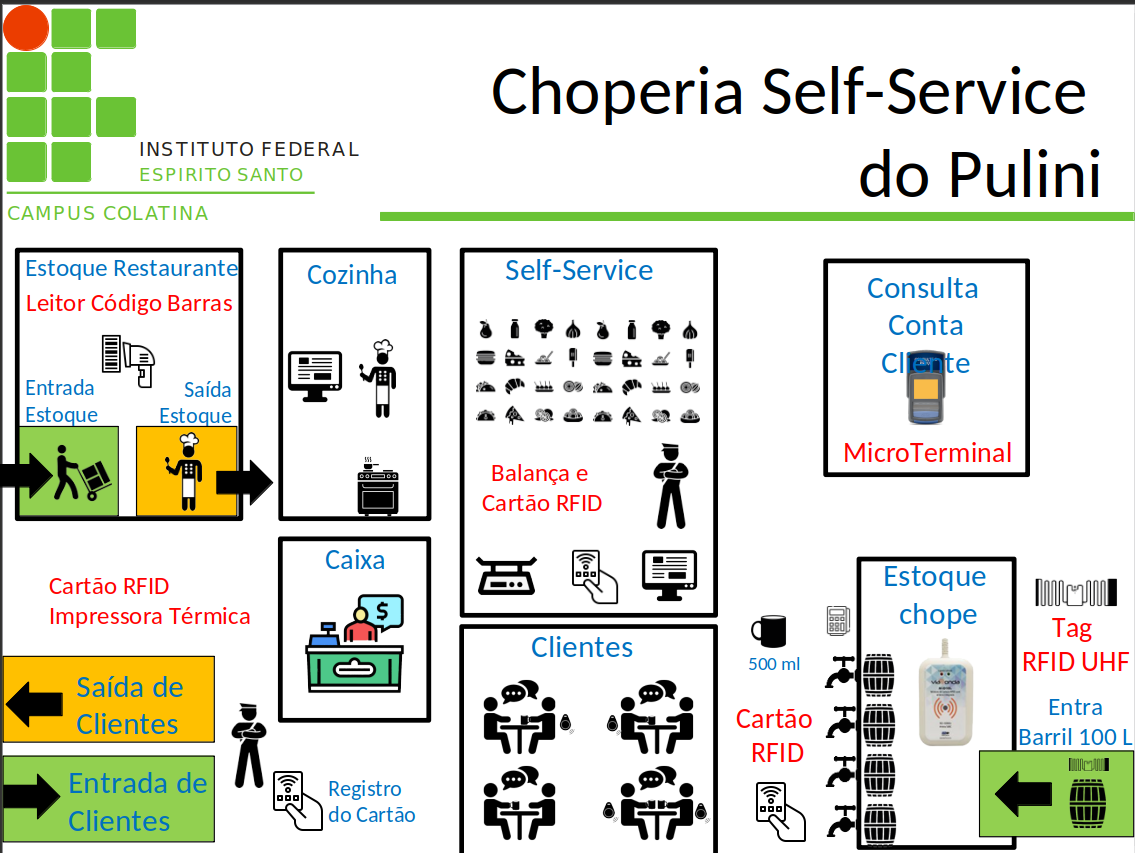 INSTITUTO FEDERAL
ESPIRITO SANTO
CAMPUS COLATINA
Choperia Self-Service
do Pulini
Estoque Restaurante
Leitor Código Barras
Entrada
Estoque
Saída
Estoque
Cozinha
Self-Service
Balança e
Cartão RFID
Consulta
Conta
Cliente
MicroTerminal
Cartão RFID
Impressora Térmica
Caixa
$
Saída de
Clientes
Entrada de
Clientes
Registro
do Cartão
Clientes
500 ml
Cartão
RFID
Estoque
chope
Tag
RFID UHF
Entra
Barril 100 L